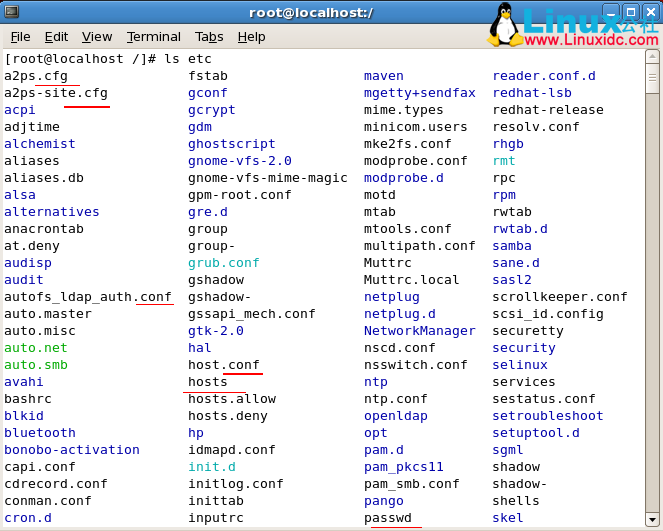 root@localhost:/
Linux公社
www.Linuxidc.com
File Edit View Terminal Tabs Help
[root@localhost /]# ls etc
a2ps.cfg fstab maven reader.conf.d
a2ps-site.cfg gconf mgetty+sendfax redhat-lsb
acpi gcrypt mime.types redhat-release
adjtime gdm minicom.users resolv.conf
alchemist ghostscript mke2fs.conf rhgb
aliases gnome-vfs-2.0 modprobe.conf rmt
aliases.db gnome-vfs-mime-magic modprobe.d rpc
alsa gpm-root.conf motd rpm
alternatives gre.d mtab rwtab
anacrontab group mtools.conf rwtab.d
at.deny group- multipath.conf samba
audisp grub.conf Muttrc sane.d
audit gshadow Muttrc.local sasl2
autofs_ldap_auth.conf gshadow- netplug scrollkeeper.conf
auto.master gssapi_mech.conf netplug.d scsi_id.config
auto.misc gtk-2.0 NetworkManager securetty
auto.net hal nscd.conf security
auto.smb host.conf nsswitch.conf selinux
avahi hosts ntp services
bashrc hosts.allow ntp.conf sestatus.conf
blkid hosts.deny openldap setroubleshoot
bluetooth hp opt setuptool.d
bonobo-activation idmapd.conf pam.d sgml
capi.conf init.d pam_pkcs11 shadow
cdrecord.conf initlog.conf pam_smb.conf shadow-
conman.conf inittab pango shells
cron.d inputrc passwd skel